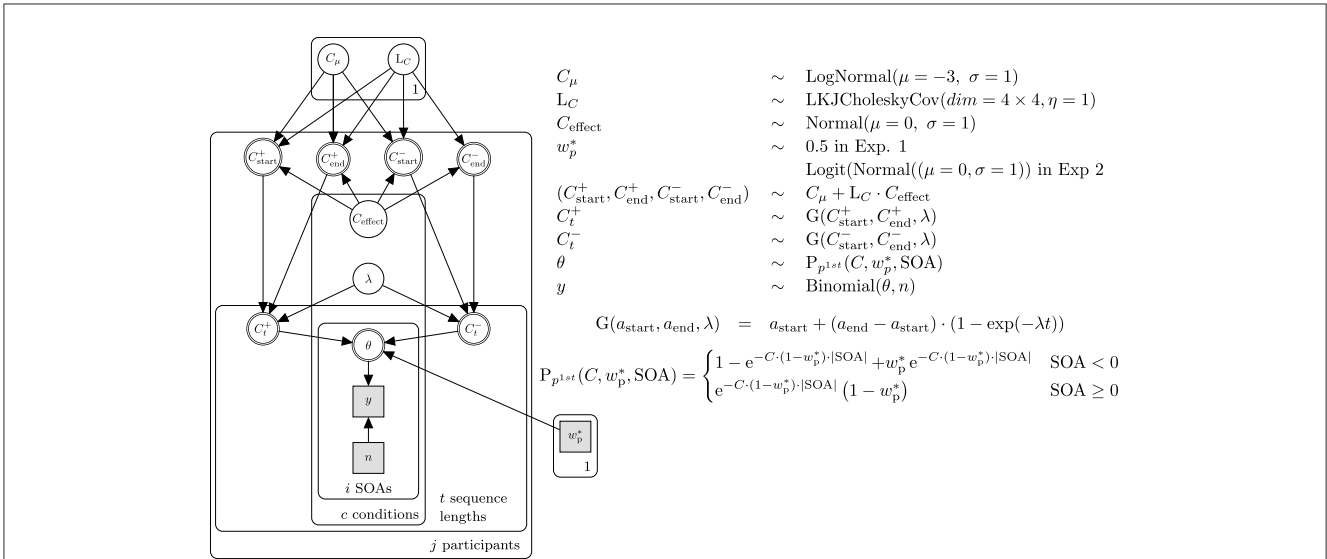 C_μ L_C
1
C⁺_start C⁺_end C⁻_start C⁻_end
C_effect
λ
C⁺_t C⁻_t
θ
y
n
i SOAs
c conditions
t sequence
lengths
j participants
w*_p
1
C_μ ∼ LogNormal(μ = −3, σ = 1)
L_C ∼ LKJCholeskyCov(dim = 4 × 4, η = 1)
C_effect ∼ Normal(μ = 0, σ = 1)
w*_p ∼ 0.5 in Exp. 1
Logit(Normal((μ = 0, σ = 1)) in Exp 2
(C⁺_start, C⁺_end, C⁻_start, C⁻_end) ∼ C_μ + L_C · C_effect
C⁺_t ∼ G(C⁺_start, C⁺_end, λ)
C⁻_t ∼ G(C⁻_start, C⁻_end, λ)
θ ∼ P_{p^{1st}}(C, w*_p, SOA)
y ∼ Binomial(θ, n)
G(a_start, a_end, λ) = a_start + (a_end − a_start) · (1 − exp(−λt))
P_{p^{1st}}(C, w*_p, SOA) = { 1 − e^{−C·(1−w*_p)·|SOA|} + w*_p e^{−C·(1−w*_p)·|SOA|} SOA < 0
e^{−C·(1−w*_p)·|SOA|} (1 − w*_p) SOA ≥ 0